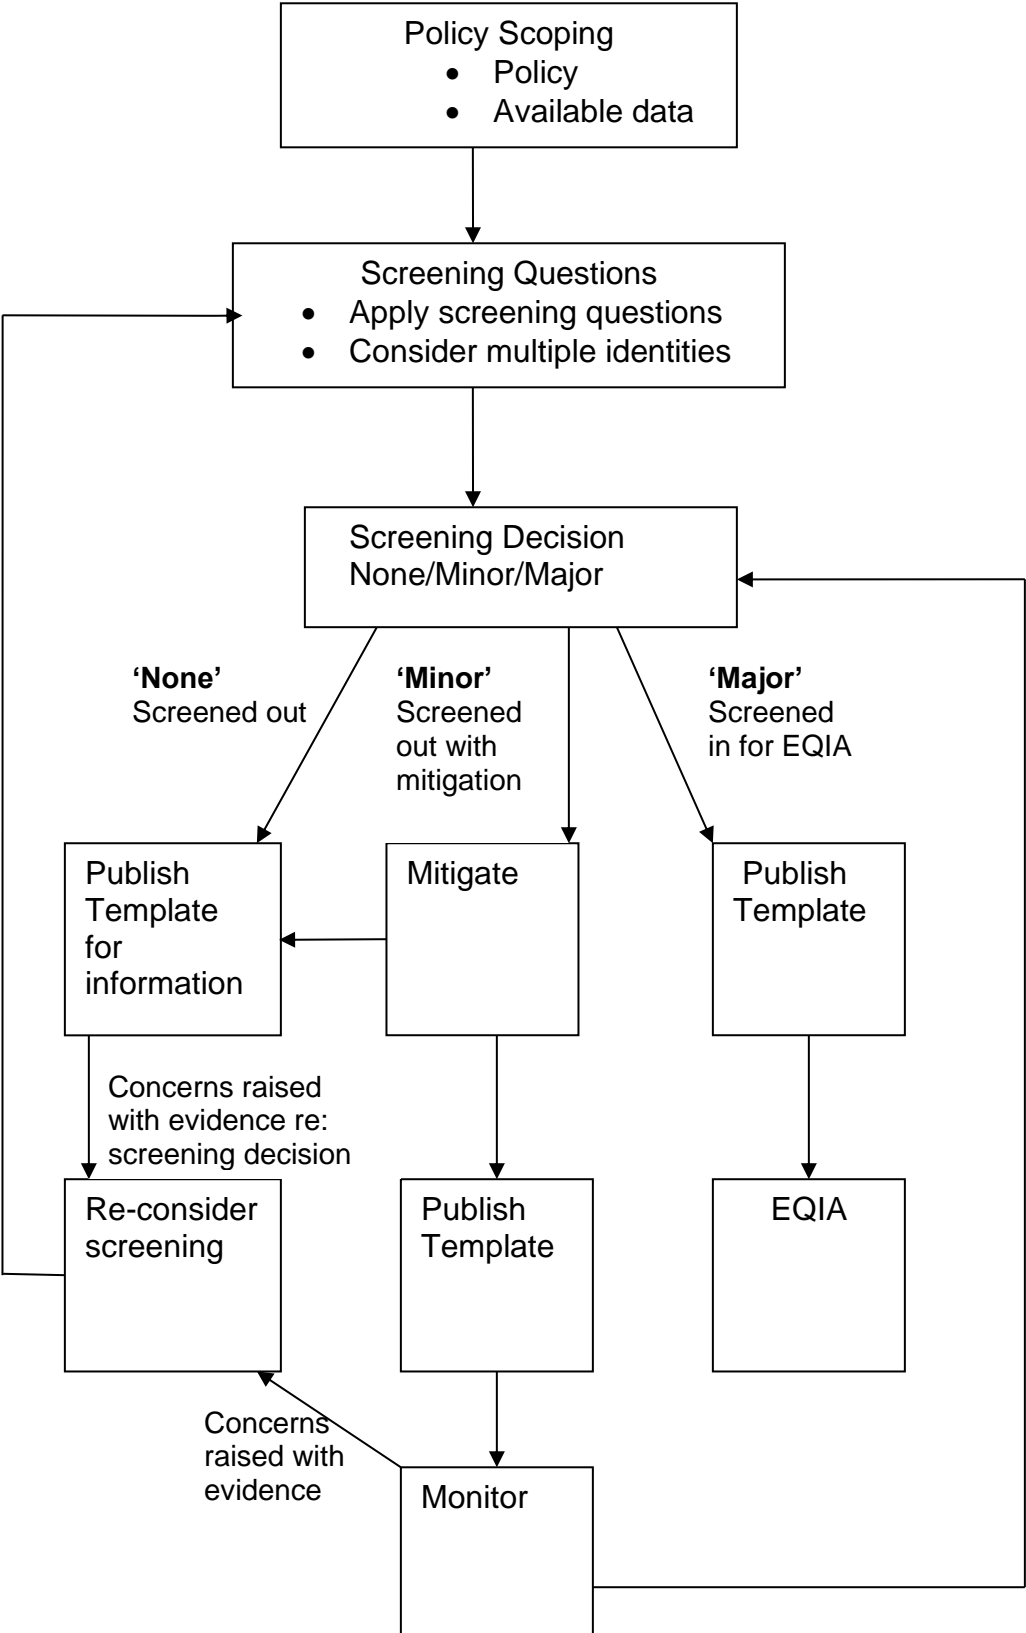 Policy Scoping
• Policy
• Available data
Screening Questions
• Apply screening questions
• Consider multiple identities
Screening Decision
None/Minor/Major
‘None’
Screened out
‘Minor’
Screened
out with
mitigation
‘Major’
Screened
in for EQIA
Publish
Template
for
information
Mitigate
Publish
Template
Concerns raised
with evidence re:
screening decision
Re-consider
screening
Publish
Template
EQIA
Concerns
raised with
evidence
Monitor